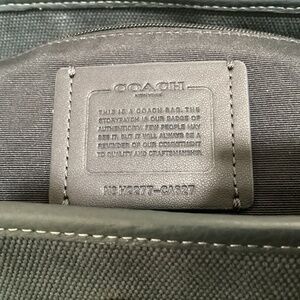 COACH
NEW YORK
THIS IS A COACH BAG. THE
STORYPATCH IS OUR BADGE OF
AUTHENTICITY. FEW PEOPLE MAY
SEE IT, BUT IT WILL ALWAYS BE A
REMINDER OF OUR COMMITMENT
TO QUALITY AND CRAFTSMANSHIP.